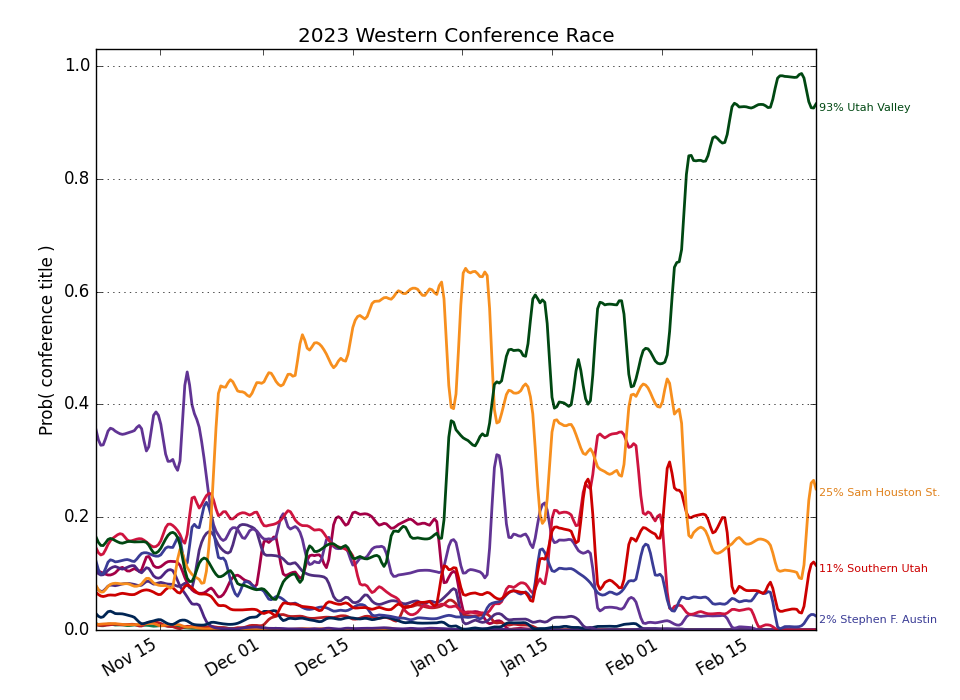 2023 Western Conference Race
1.0
0.8
0.6
0.4
0.2
0.0
Prob( conference title )
93% Utah Valley
25% Sam Houston St.
11% Southern Utah
2% Stephen F. Austin
Nov 15
Dec 01
Dec 15
Jan 01
Jan 15
Feb 01
Feb 15